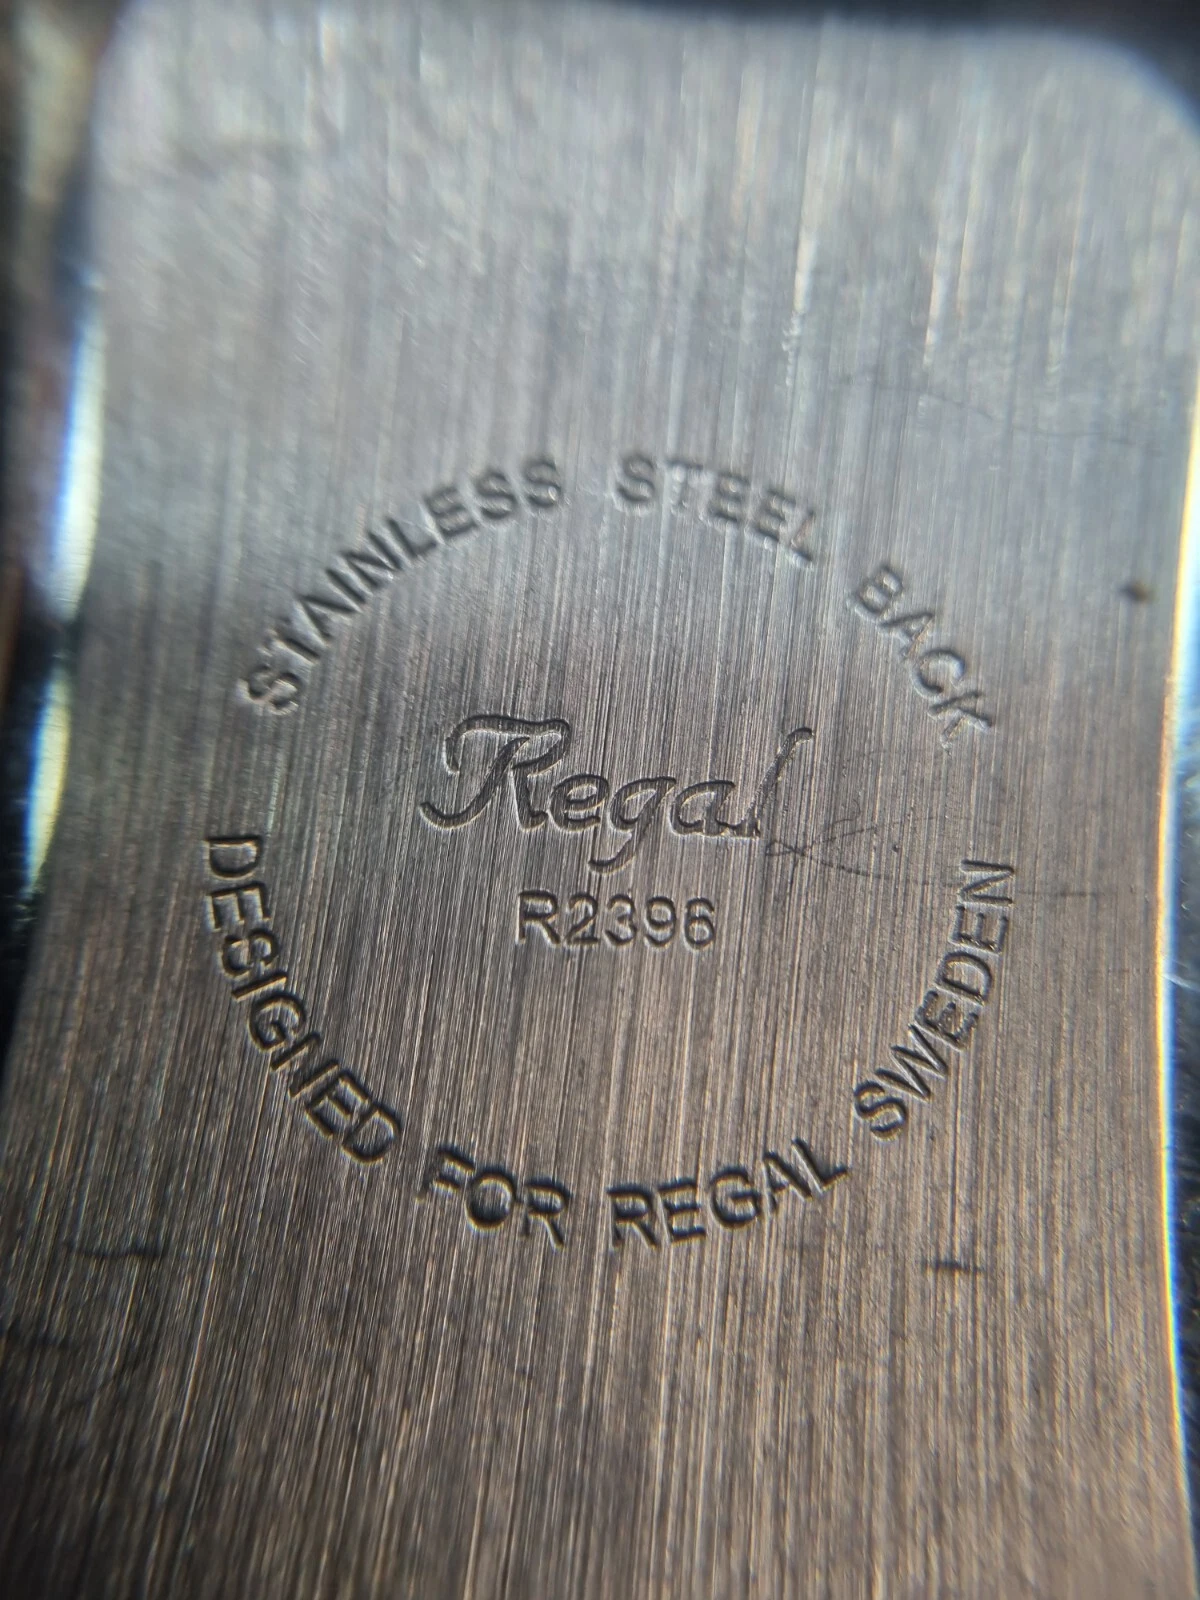 STAINLESS STEEL BACK
Regal
R2396
DESIGNED FOR REGAL SWEDEN